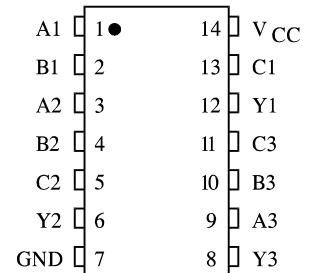 A1 1 14 VCC
B1 2 13 C1
A2 3 12 Y1
B2 4 11 C3
C2 5 10 B3
Y2 6 9 A3
GND 7 8 Y3